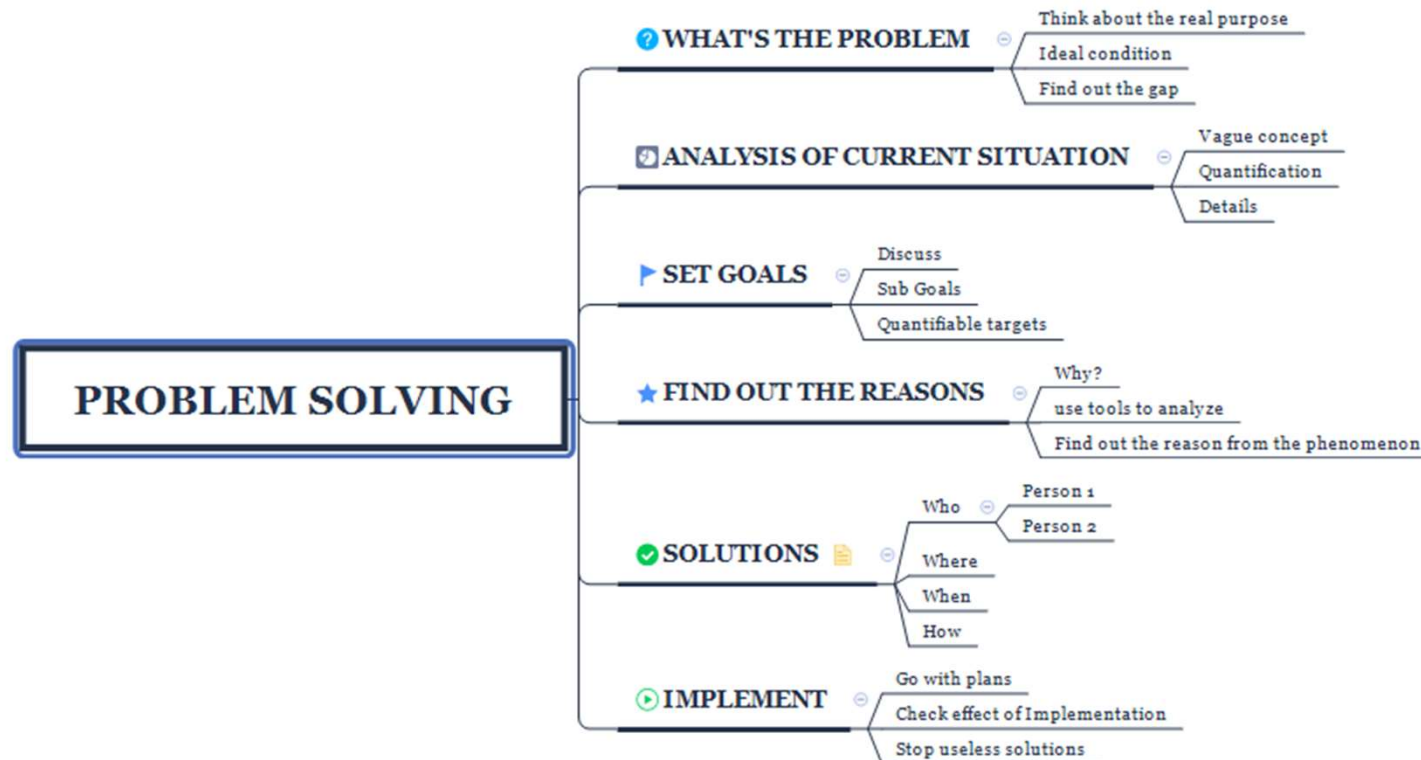 WHAT'S THE PROBLEM
Think about the real purpose
Ideal condition
Find out the gap
ANALYSIS OF CURRENT SITUATION
Vague concept
Quantification
Details
SET GOALS
Discuss
Sub Goals
Quantifiable targets
PROBLEM SOLVING
FIND OUT THE REASONS
Why?
use tools to analyze
Find out the reason from the phenomenon
SOLUTIONS
Who
Person 1
Person 2
Where
When
How
IMPLEMENT
Go with plans
Check effect of Implementation
Stop useless solutions